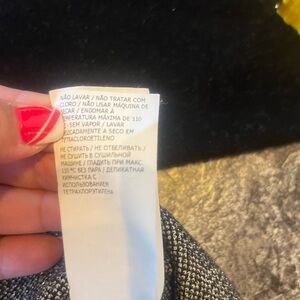 NÃO LAVAR / NÃO TRATAR COM
CLORO / NÃO USAR MÁQUINA DE
SECAR / ENGOMAR À
TEMPERATURA MÁXIMA DE 110
SEM VAPOR / LAVAR
DELICADAMENTE A SECO EM
TETRACLOROETILENO
НЕ СТИРАТЬ / НЕ ОТБЕЛИВАТЬ /
НЕ СУШИТЬ В СУШИЛЬНОЙ
МАШИНЕ / ГЛАДИТЬ ПРИ МАКС.
110 ºC БЕЗ ПАРА / ДЕЛИКАТНАЯ
ХИМЧИСТКА С
ИСПОЛЬЗОВАНИЕМ
ТЕТРАХЛОРЭТИЛЕНА